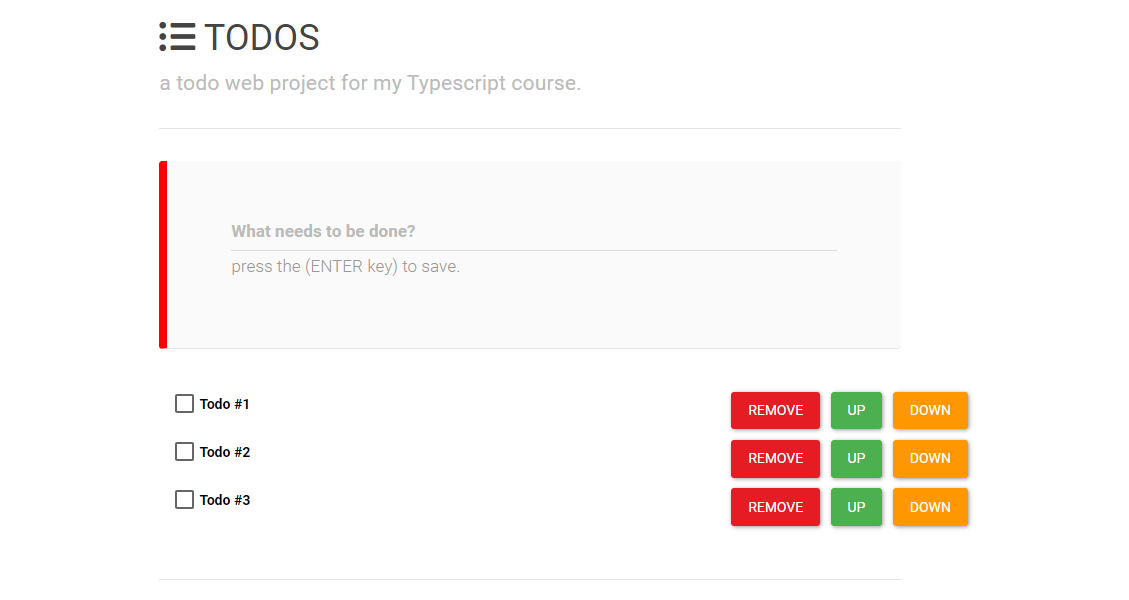 TODOS
a todo web project for my Typescript course.
What needs to be done?
press the (ENTER key) to save.
Todo #1 REMOVE UP DOWN
Todo #2 REMOVE UP DOWN
Todo #3 REMOVE UP DOWN